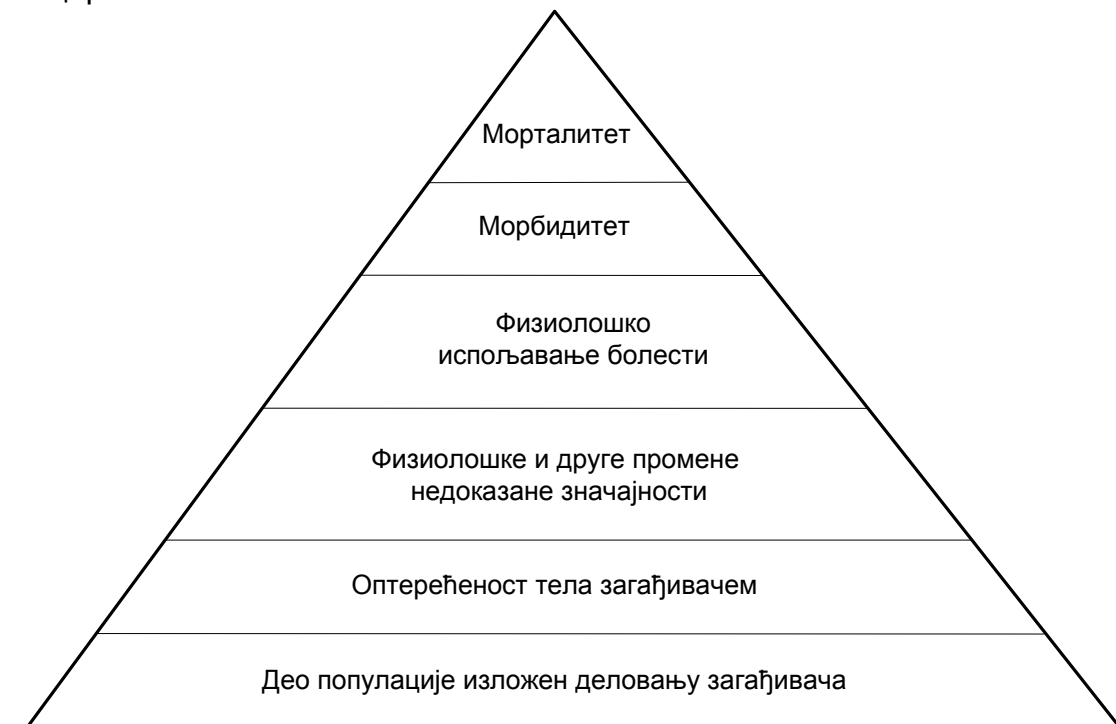 Морталитет
Морбидитет
Физиолошко
испољавање болести
Физиолошке и друге промене
недоказане значајности
Оптерећеност тела загађивачем
Део популације изложен деловању загађивача